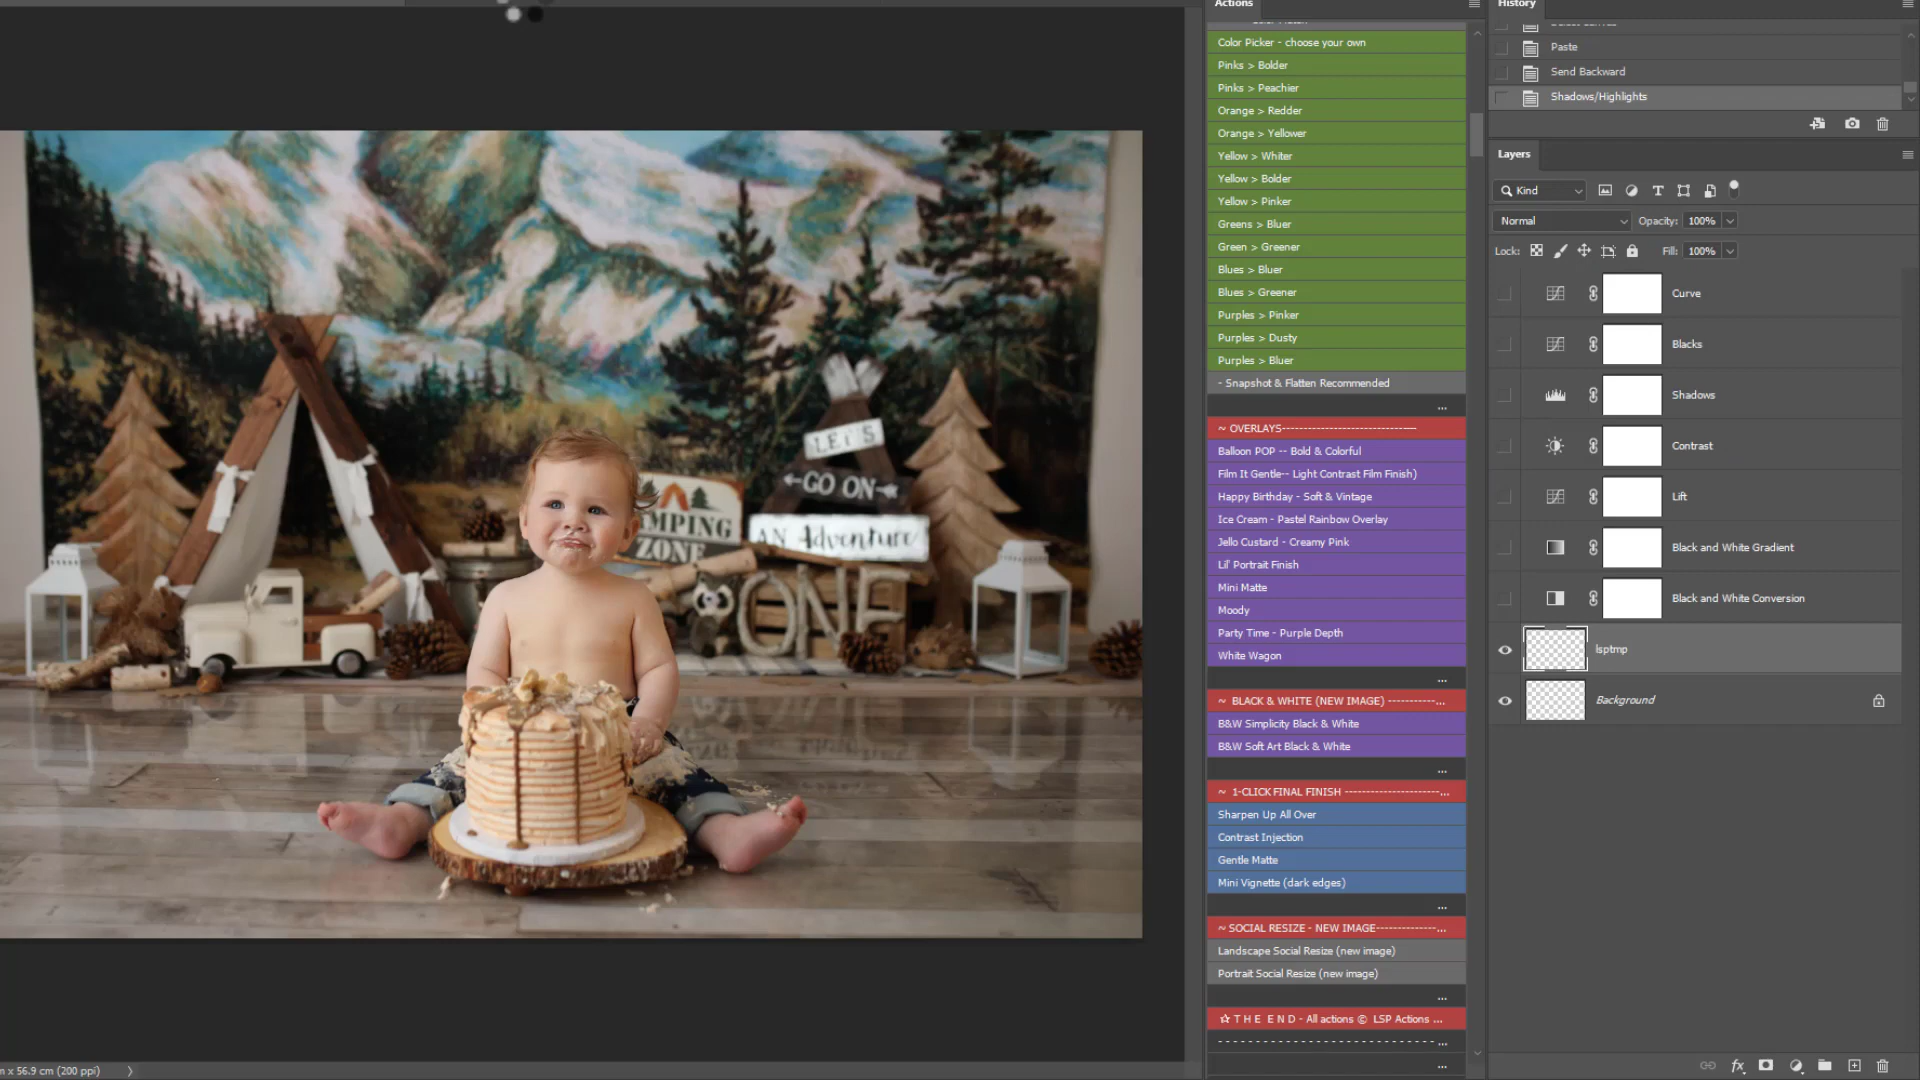 Actions
Color Picker - choose your own
Pinks > Bolder
Pinks > Peachier
Orange > Redder
Orange > Yellower
Yellow > Whiter
Yellow > Bolder
Yellow > Pinker
Greens > Bluer
Green > Greener
Blues > Bluer
Blues > Greener
Purples > Pinker
Purples > Dusty
Purples > Bluer
- Snapshot & Flatten Recommended
...
~ OVERLAYS------------------------------
Balloon POP -- Bold & Colorful
Film It Gentle-- Light Contrast Film Finish)
Happy Birthday - Soft & Vintage
Ice Cream - Pastel Rainbow Overlay
Jello Custard - Creamy Pink
Lil' Portrait Finish
Mini Matte
Moody
Party Time - Purple Depth
White Wagon
...
~ BLACK & WHITE (NEW IMAGE) -----------...
B&W Simplicity Black & White
B&W Soft Art Black & White
...
~ 1-CLICK FINAL FINISH ---------------------...
Sharpen Up All Over
Contrast Injection
Gentle Matte
Mini Vignette (dark edges)
...
~ SOCIAL RESIZE - NEW IMAGE--------------...
Landscape Social Resize (new image)
Portrait Social Resize (new image)
...
☆ T H E E N D - All actions © LSP Actions ...
- - - - - - - - - - - - - - - - - - - - - - - - - - - - - ...
...
History
Paste
Send Backward
Shadows/Highlights
Layers
Kind
Normal
Opacity: 100%
Lock:
Fill: 100%
Curve
Blacks
Shadows
Contrast
Lift
Black and White Gradient
Black and White Conversion
lsptmp
Background
LET'S
GO ON
AN Adventure
MPING
ZONE
ONE
m x 56.9 cm (200 ppi)